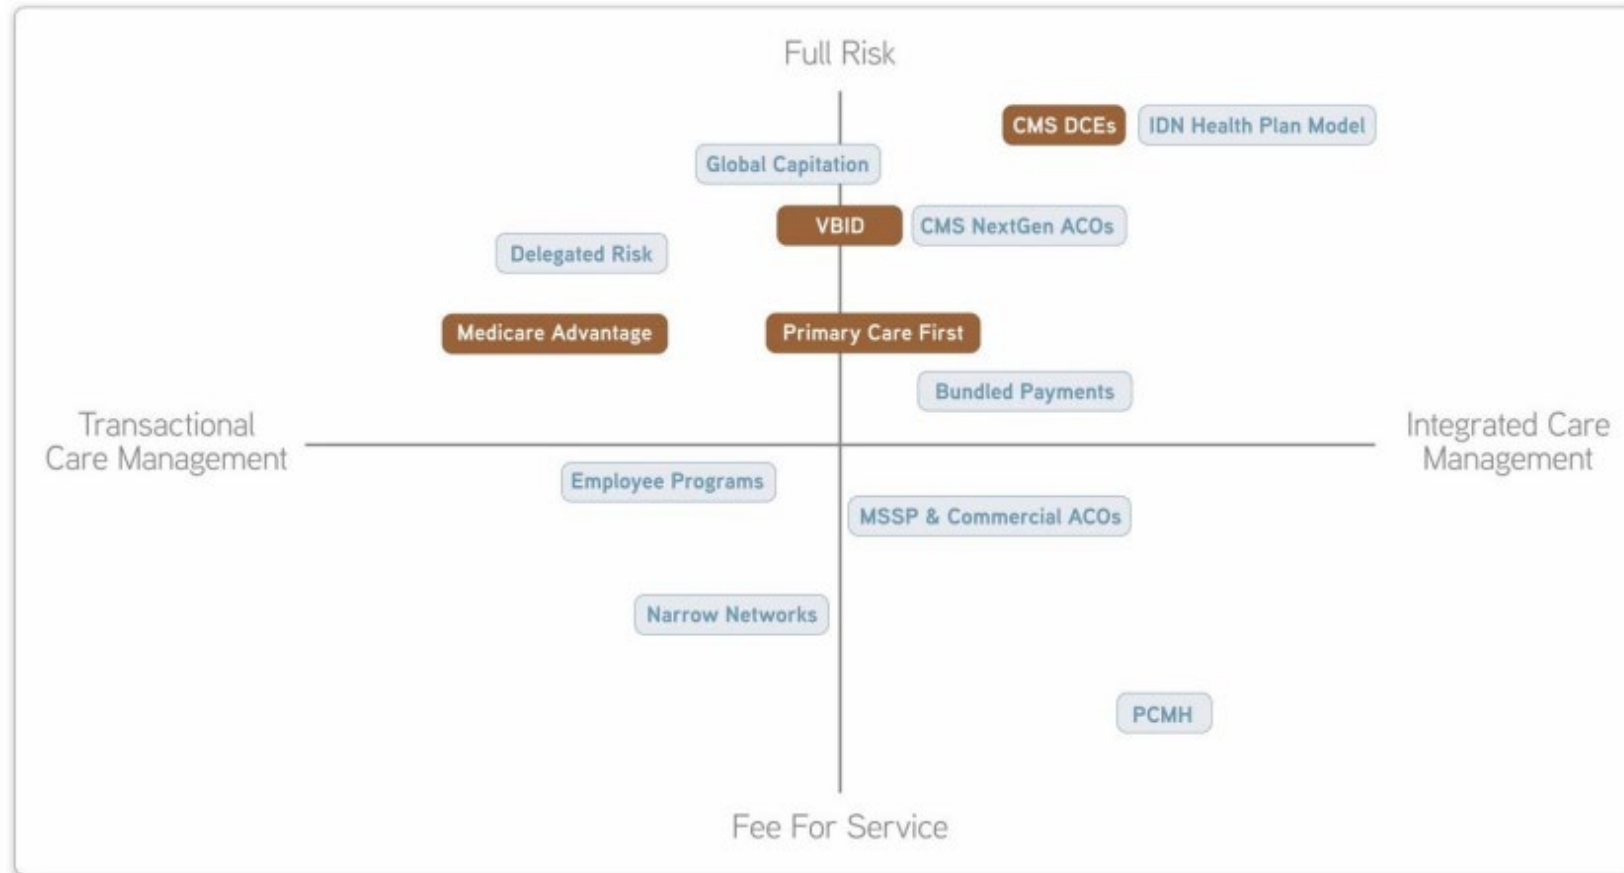 Full Risk
CMS DCEs
IDN Health Plan Model
Global Capitation
VBID
CMS NextGen ACOs
Delegated Risk
Medicare Advantage
Primary Care First
Bundled Payments
Transactional
Care Management
Integrated Care
Management
Employee Programs
MSSP & Commercial ACOs
Narrow Networks
PCMH
Fee For Service